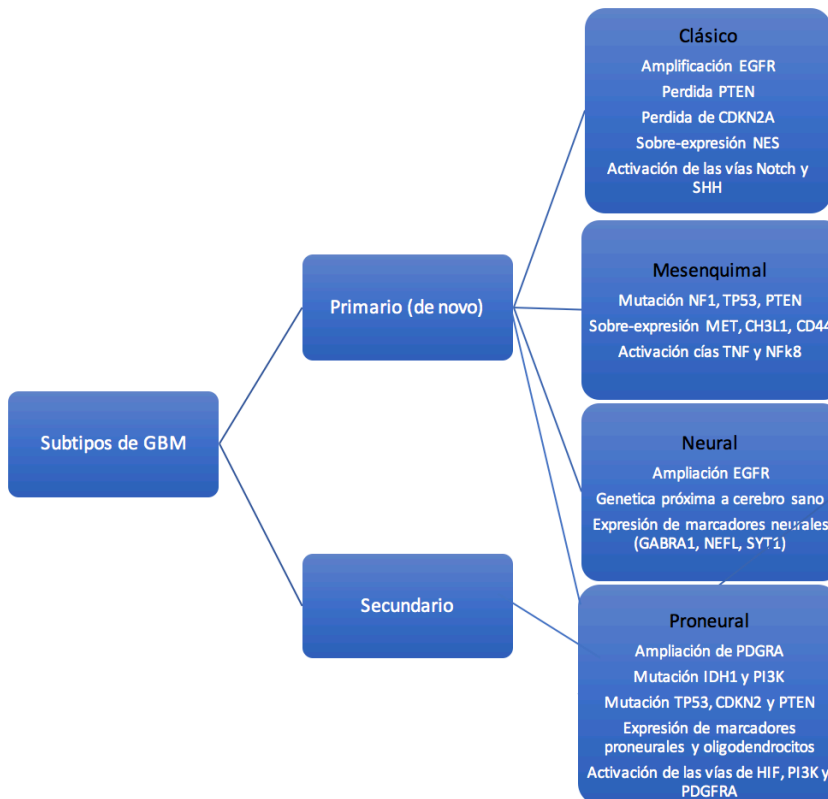 Subtipos de GBM
Primario (de novo)
Secundario
Clásico
Amplificación EGFR
Perdida PTEN
Perdida de CDKN2A
Sobre-expresión NES
Activación de las vías Notch y
SHH
Mesenquimal
Mutación NF1, TP53, PTEN
Sobre-expresión MET, CH3L1, CD44
Activación cías TNF y NFk8
Neural
Ampliación EGFR
Genetica próxima a cerebro sano
Expresión de marcadores neurales
(GABRA1, NEFL, SYT1)
Proneural
Ampliación de PDGRA
Mutación IDH1 y PI3K
Mutación TP53, CDKN2 y PTEN
Expresión de marcadores
proneurales y oligodendrocitos
Activación de las vías de HIF, PI3K y
PDGFRA